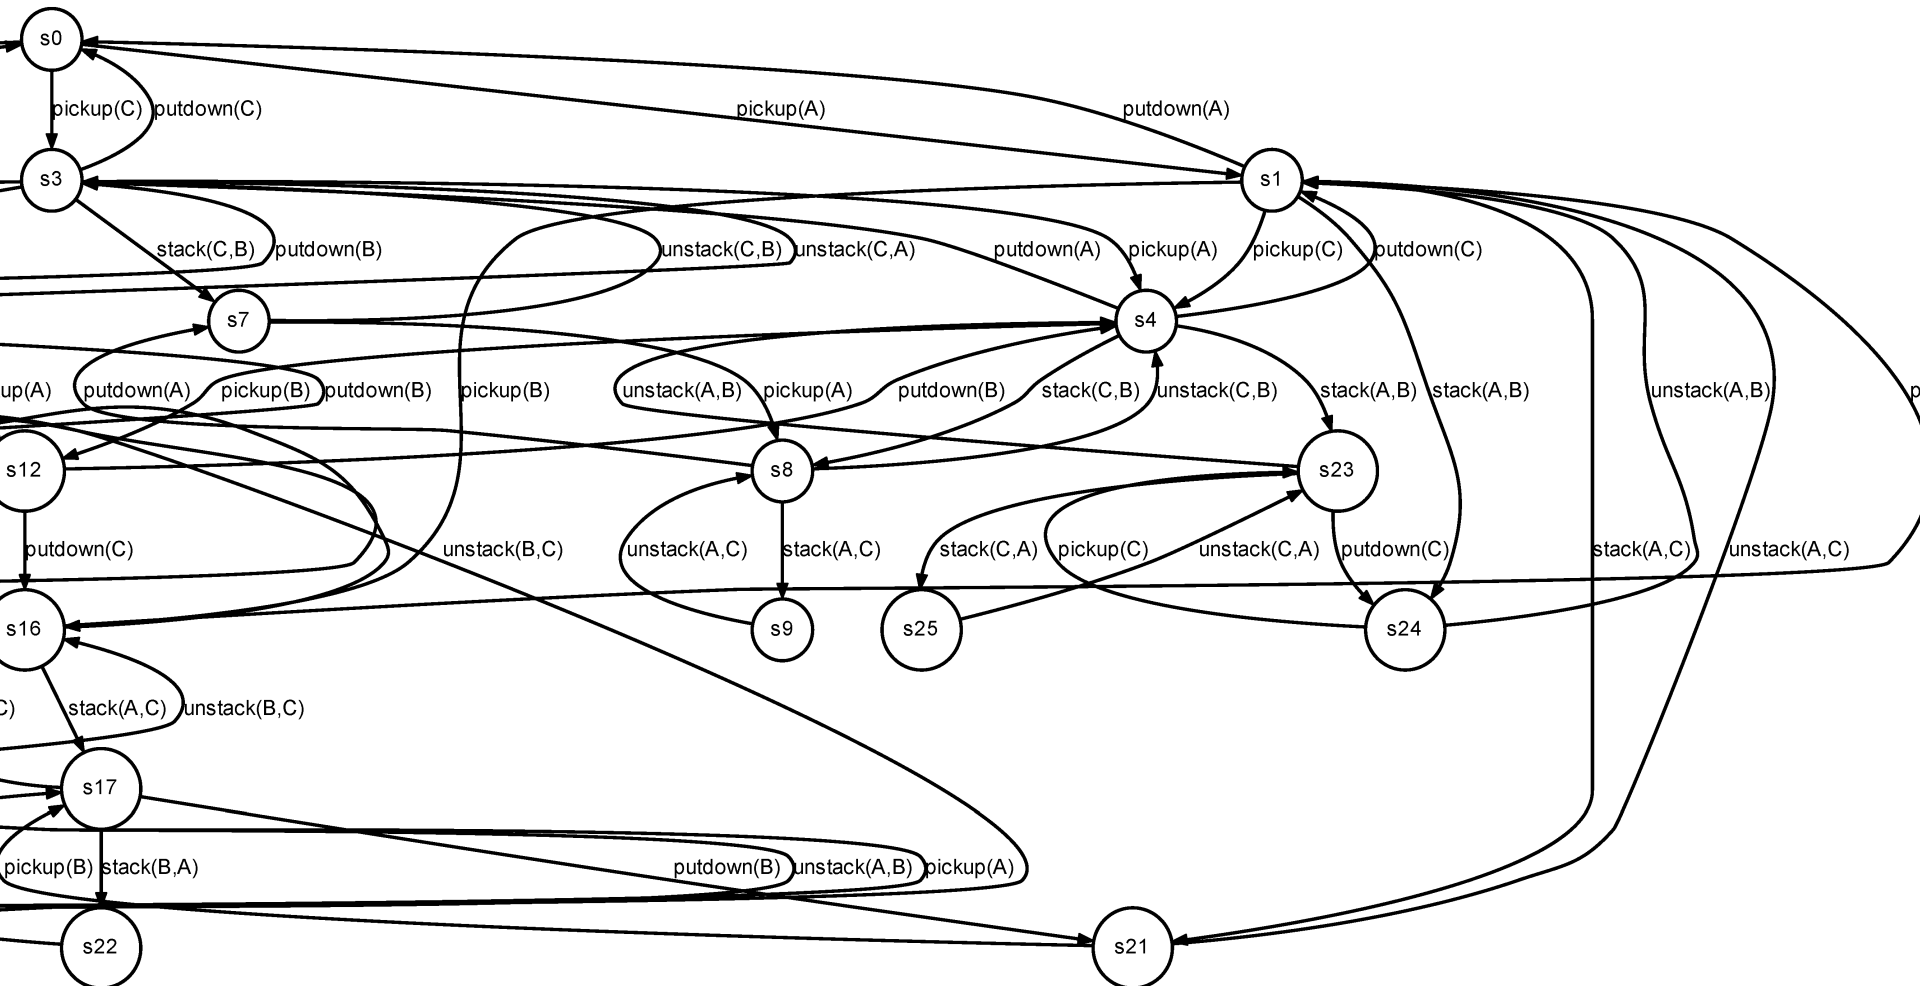 s0
pickup(C)
putdown(C)
pickup(A)
putdown(A)
s3
s1
stack(C,B)
putdown(B)
unstack(C,B)
unstack(C,A)
putdown(A)
pickup(A)
pickup(C)
putdown(C)
s7
s4
up(A)
putdown(A)
pickup(B)
putdown(B)
pickup(B)
unstack(A,B)
pickup(A)
putdown(B)
stack(C,B)
unstack(C,B)
stack(A,B)
stack(A,B)
unstack(A,B)
p
s12
s8
s23
putdown(C)
unstack(B,C)
unstack(A,C)
stack(A,C)
stack(C,A)
pickup(C)
unstack(C,A)
putdown(C)
stack(A,C)
unstack(A,C)
s16
s9
s25
s24
C)
stack(A,C)
unstack(B,C)
s17
pickup(B)
stack(B,A)
putdown(B)
unstack(A,B)
pickup(A)
s22
s21